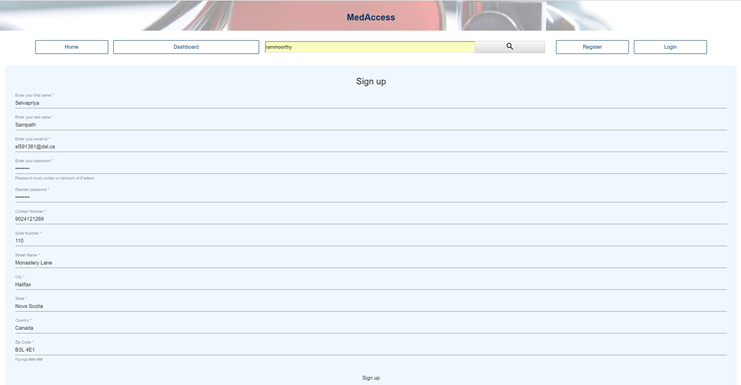 MedAccess
Home Dashboard rammoorthy Register Login
Sign up
Enter your first name *
Selvapriya
Enter your last name *
Sampath
Enter your email id *
sl591381@dal.ca
Enter your password *
••••••••
Password must contain a minimum of 8 letters
Reenter password *
••••••••
Contact Number *
9024121269
Suite Number *
110
Street Name *
Monastery Lane
City *
Halifax
State *
Nova Scotia
Country *
Canada
Zip Code *
B3L 4E1
Format ### ###
Sign up